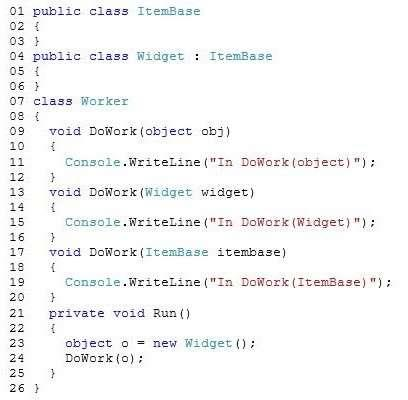 01 public class ItemBase
02 {
03 }
04 public class Widget : ItemBase
05 {
06 }
07 class Worker
08 {
09   void DoWork(object obj)
10   {
11     Console.WriteLine("In DoWork(object)");
12   }
13   void DoWork(Widget widget)
14   {
15     Console.WriteLine("In DoWork(Widget)");
16   }
17   void DoWork(ItemBase itembase)
18   {
19     Console.WriteLine("In DoWork(ItemBase)");
20   }
21   private void Run()
22   {
23     object o = new Widget();
24     DoWork(o);
25   }
26 }